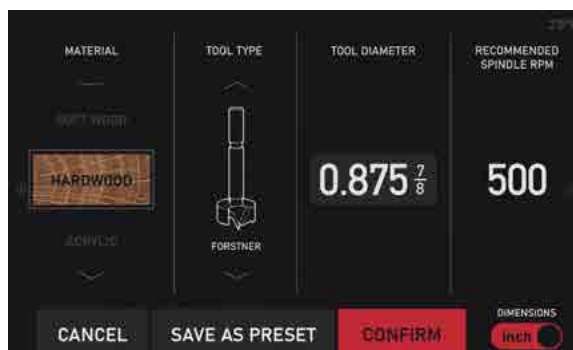 MATERIAL
TOOL TYPE
TOOL DIAMETER
RECOMMENDED
SPINDLE RPM
SOFT WOOD
HARDWOOD
ACRYLIC
FORSTNER
0.875 7/8
500
CANCEL
SAVE AS PRESET
CONFIRM
DIMENSIONS
inch